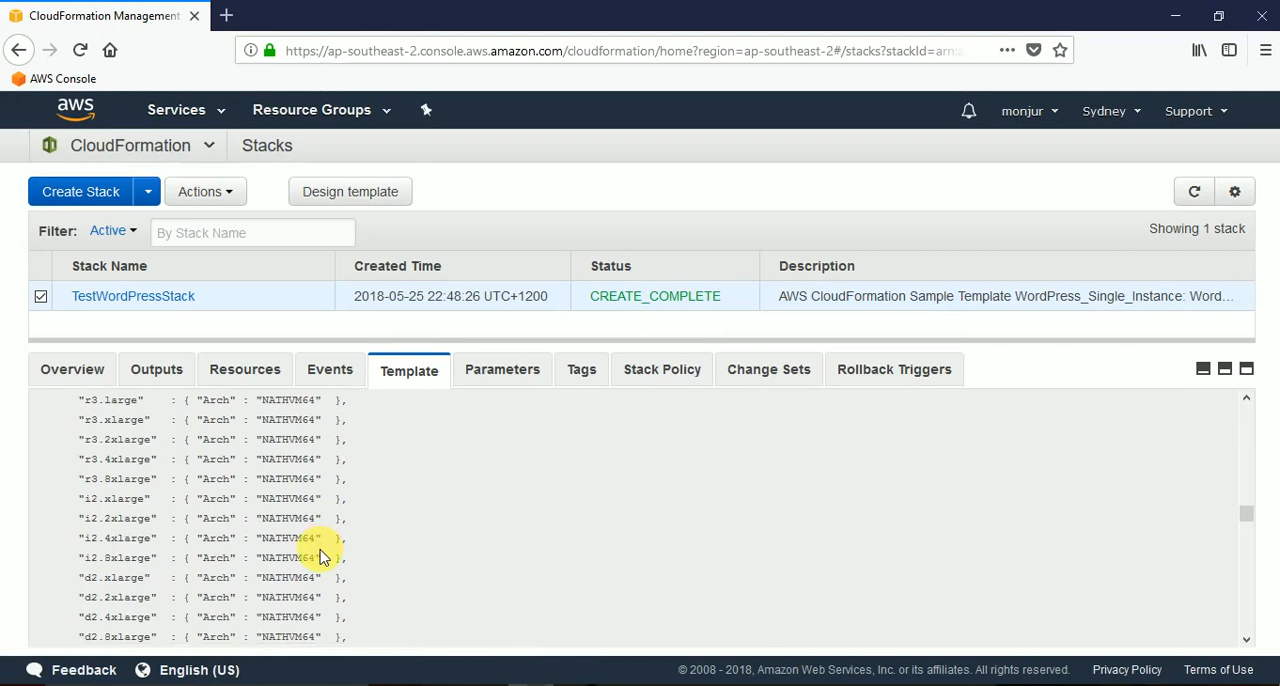 CloudFormation Management
https://ap-southeast-2.console.aws.amazon.com/cloudformation/home?region=ap-southeast-2#/stacks?stackId=arn:
AWS Console
aws Services Resource Groups monjur Sydney Support
CloudFormation Stacks
Create Stack Actions Design template
Filter: Active By Stack Name Showing 1 stack
Stack Name Created Time Status Description
TestWordPressStack 2018-05-25 22:48:26 UTC+1200 CREATE_COMPLETE AWS CloudFormation Sample Template WordPress_Single_Instance: Word...
Overview Outputs Resources Events Template Parameters Tags Stack Policy Change Sets Rollback Triggers
"r3.large" : { "Arch" : "NATHVM64" },
"r3.xlarge" : { "Arch" : "NATHVM64" },
"r3.2xlarge" : { "Arch" : "NATHVM64" },
"r3.4xlarge" : { "Arch" : "NATHVM64" },
"r3.8xlarge" : { "Arch" : "NATHVM64" },
"i2.xlarge" : { "Arch" : "NATHVM64" },
"i2.2xlarge" : { "Arch" : "NATHVM64" },
"i2.4xlarge" : { "Arch" : "NATHVM64" },
"i2.8xlarge" : { "Arch" : "NATHVM64" },
"d2.xlarge" : { "Arch" : "NATHVM64" },
"d2.2xlarge" : { "Arch" : "NATHVM64" },
"d2.4xlarge" : { "Arch" : "NATHVM64" },
"d2.8xlarge" : { "Arch" : "NATHVM64" },
Feedback English (US) © 2008 - 2018, Amazon Web Services, Inc. or its affiliates. All rights reserved. Privacy Policy Terms of Use